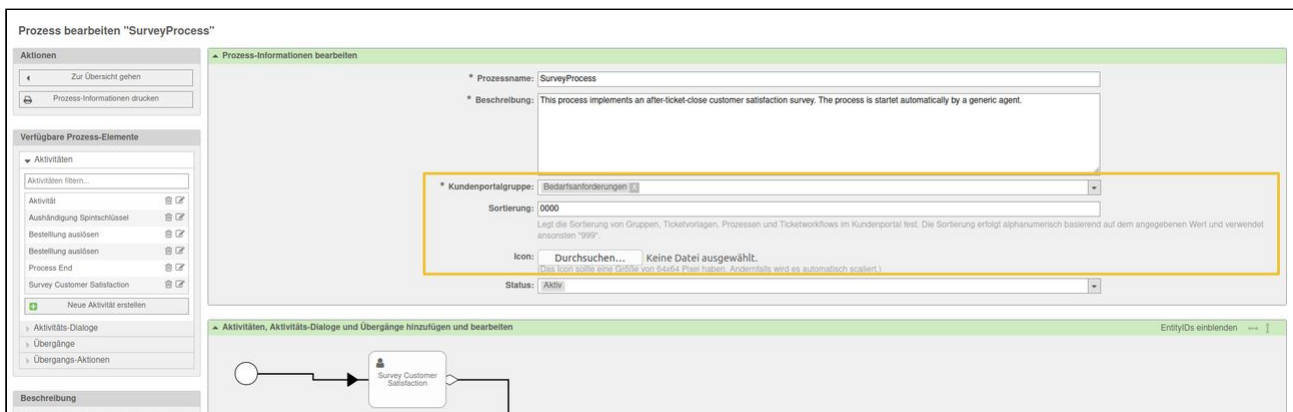 Prozess bearbeiten "SurveyProcess"
Aktionen
Zur Übersicht gehen
Prozess-Informationen drucken
Verfügbare Prozess-Elemente
Aktivitäten
Aktivitäten filtern...
Aktivität
Aushändigung Spintschlüssel
Bestelllung auslösen
Bestelllung auslösen
Process End
Survey Customer Satisfaction
Neue Aktivität erstellen
Aktivitäts-Dialoge
Übergänge
Übergangs-Aktionen
Beschreibung
Prozess-Informationen bearbeiten
* Prozessname: SurveyProcess
* Beschreibung: This process implements an after-ticket-close customer satisfaction survey. The process is startet automatically by a generic agent.
* Kundenportalgruppe: Bedarfsanforderungen x
Sortierung: 0000
Legt die Sortierung von Gruppen, Ticketvorlagen, Prozessen und Ticketworkflows im Kundenportal fest. Die Sortierung erfolgt alphanumerisch basierend auf dem angegebenen Wert und verwendet
ansonsten "999".
Icon: Durchsuchen... Keine Datei ausgewählt.
(Das Icon sollte eine Größe von 64x64 Pixel haben. Andernfalls wird es automatisch scaliert.)
Status: Aktiv
Aktivitäten, Aktivitäts-Dialoge und Übergänge hinzufügen und bearbeiten EntityIDs einblenden
Survey Customer
Satisfaction